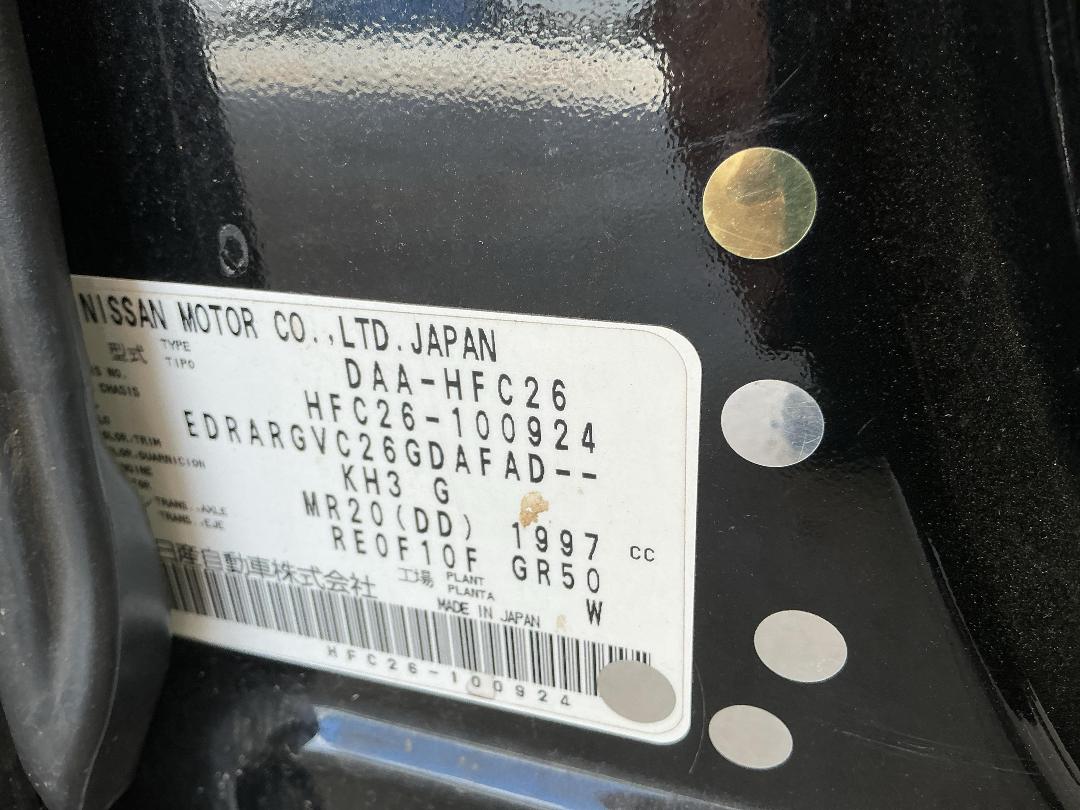 NISSAN MOTOR CO.,LTD.JAPAN
型式 TYPE TIPO DAA-HFC26
CHASIS HFC26-100924
EDRARGVC26GDAFAD--
KH3 G
MR20(DD) 1997 CC
RE0F10F GR50
日産自動車株式会社 工場 PLANT PLANTA W
MADE IN JAPAN
HFC26-100924